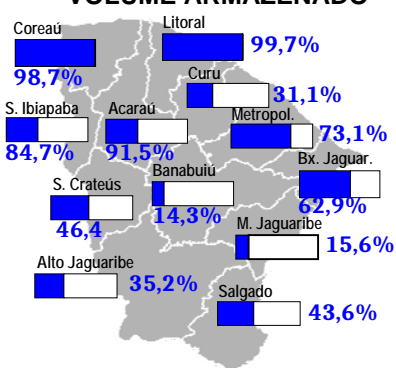 VOLUME ARMAZENADO
Coreaú
98,7%
Litoral
99,7%
Curu
31,1%
S. Ibiapaba
84,7%
Acaraú
91,5%
Metropol.
73,1%
Bx. Jaguar.
62,9%
Banabuiú
14,3%
S. Crateús
46,4
M. Jaguaribe
15,6%
Alto Jaguaribe
35,2%
Salgado
43,6%